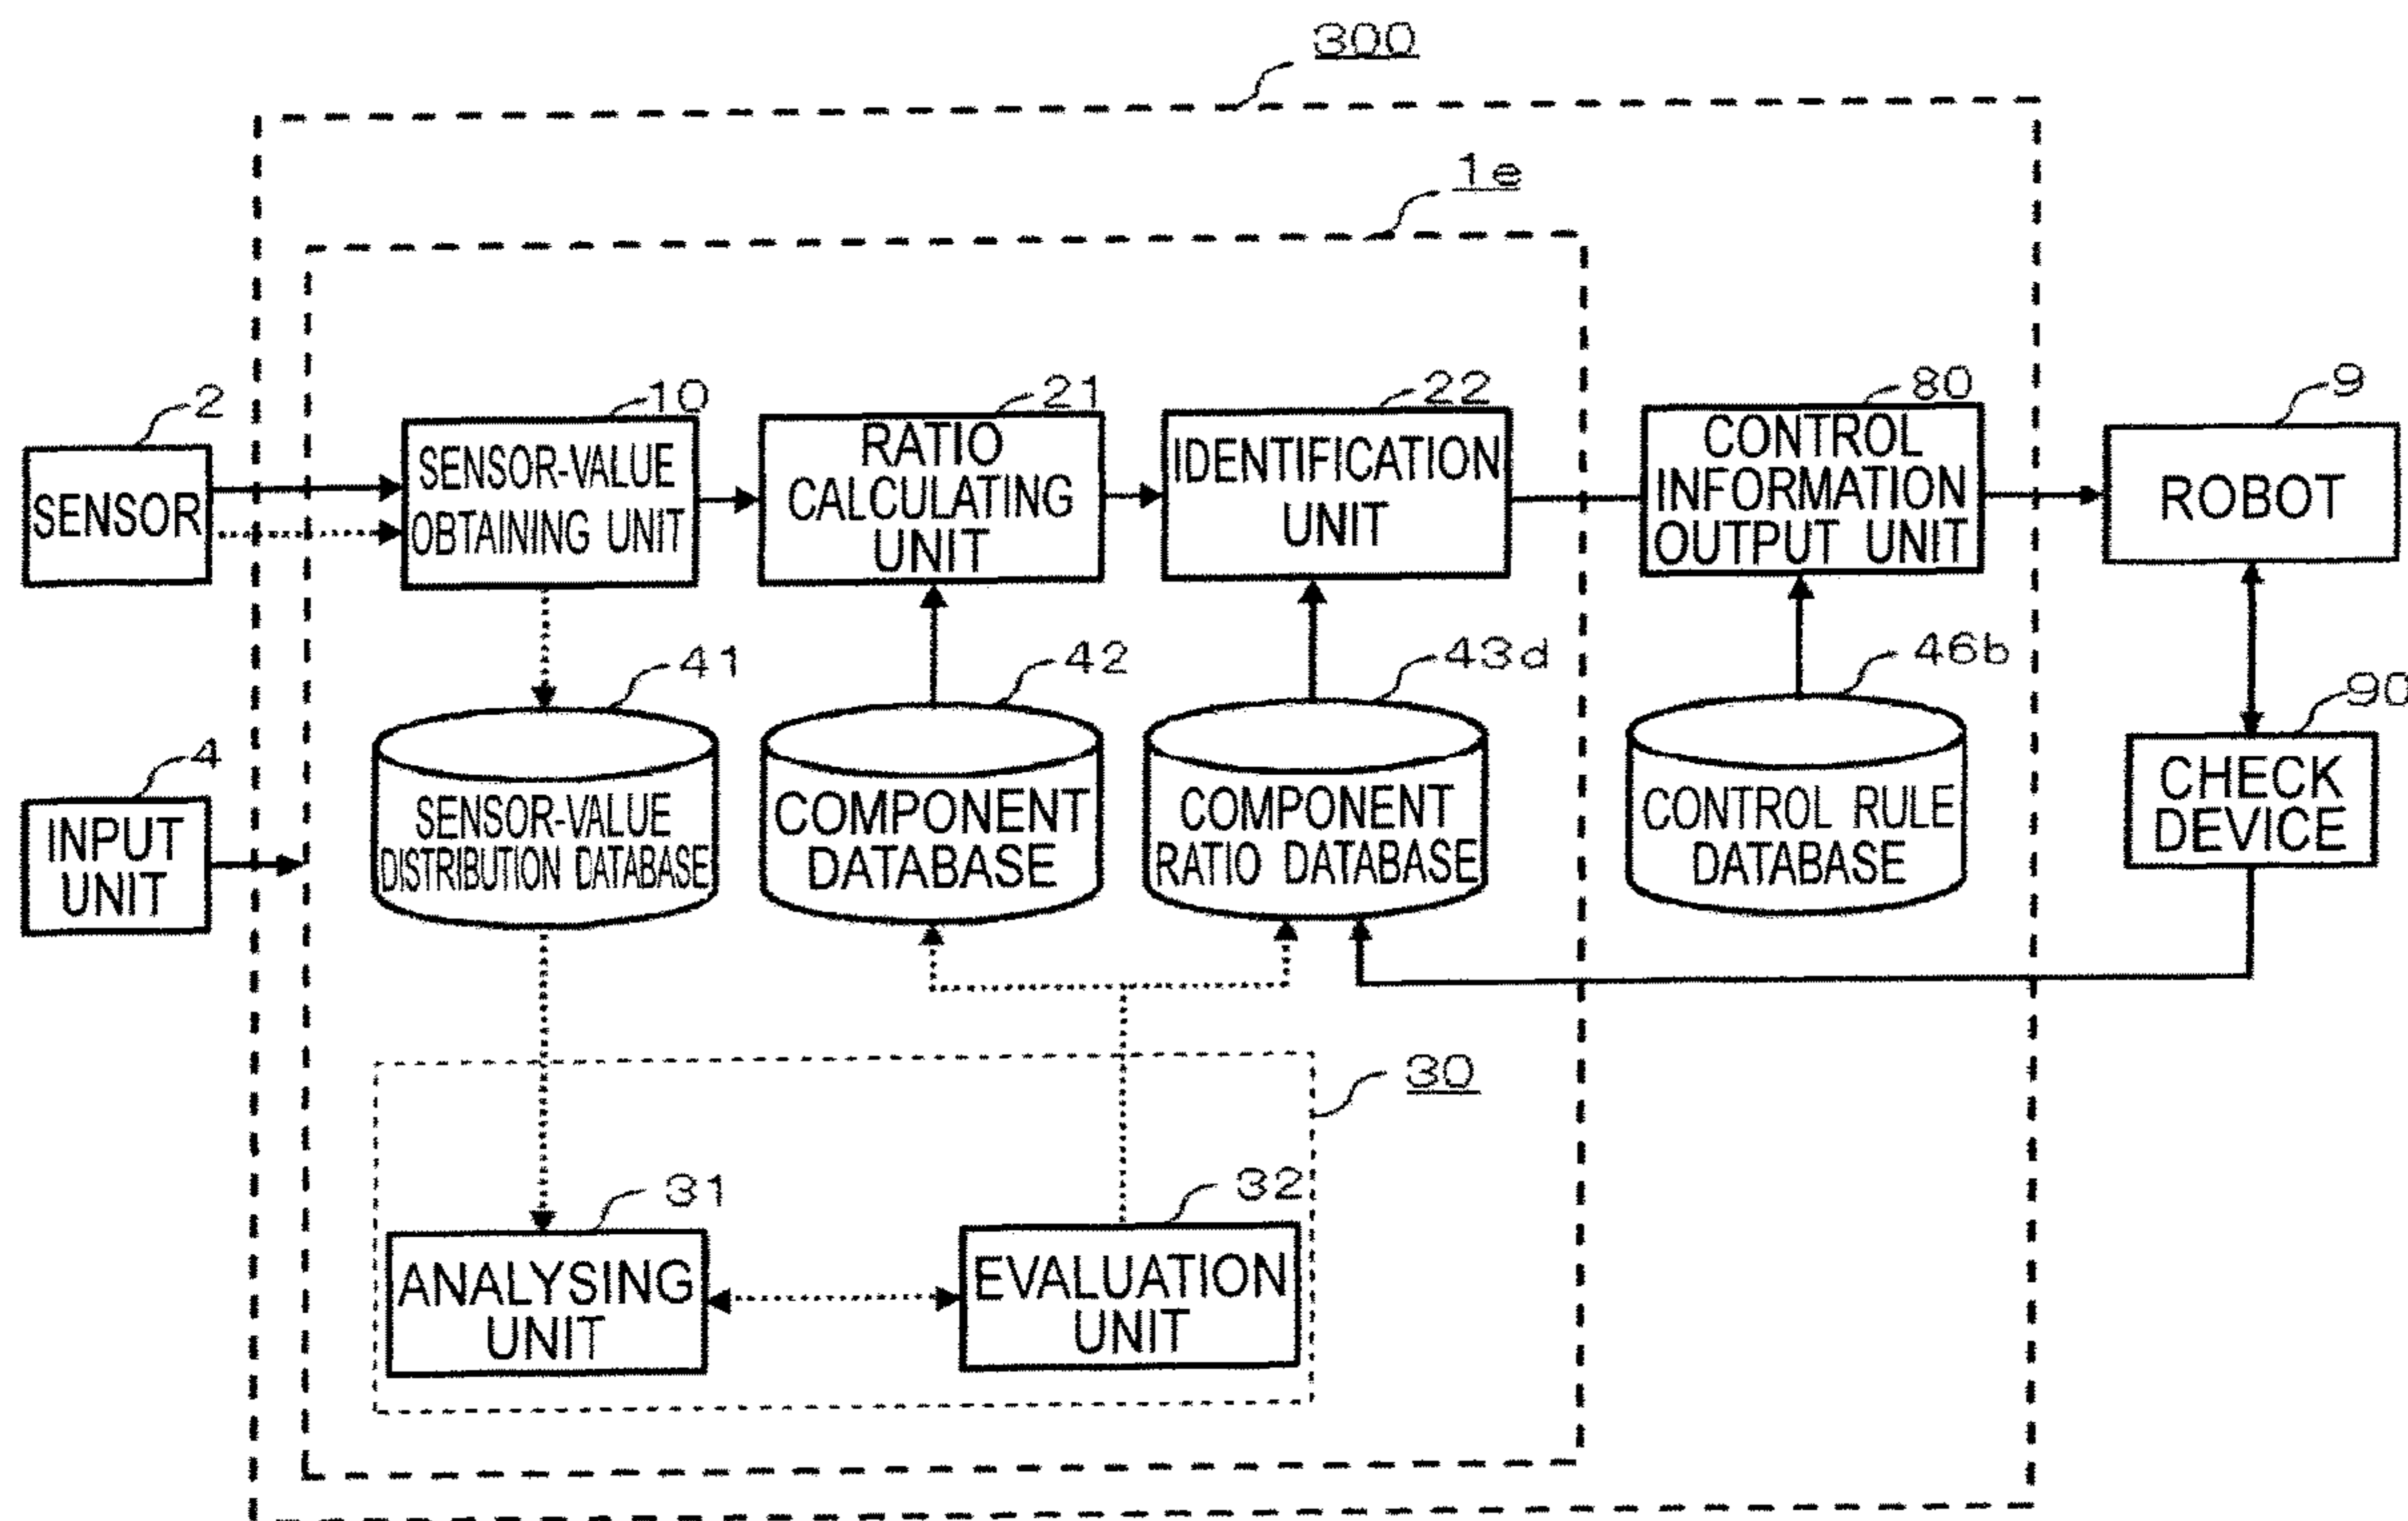 300
1e
2
SENSOR
10
SENSOR-VALUE
OBTAINING UNIT
21
RATIO
CALCULATING
UNIT
22
IDENTIFICATION
UNIT
80
CONTROL
INFORMATION
OUTPUT UNIT
9
ROBOT
4
INPUT
UNIT
41
SENSOR-VALUE
DISTRIBUTION DATABASE
42
COMPONENT
DATABASE
43d
COMPONENT
RATIO DATABASE
46b
CONTROL RULE
DATABASE
90
CHECK
DEVICE
30
31
ANALYSING
UNIT
32
EVALUATION
UNIT